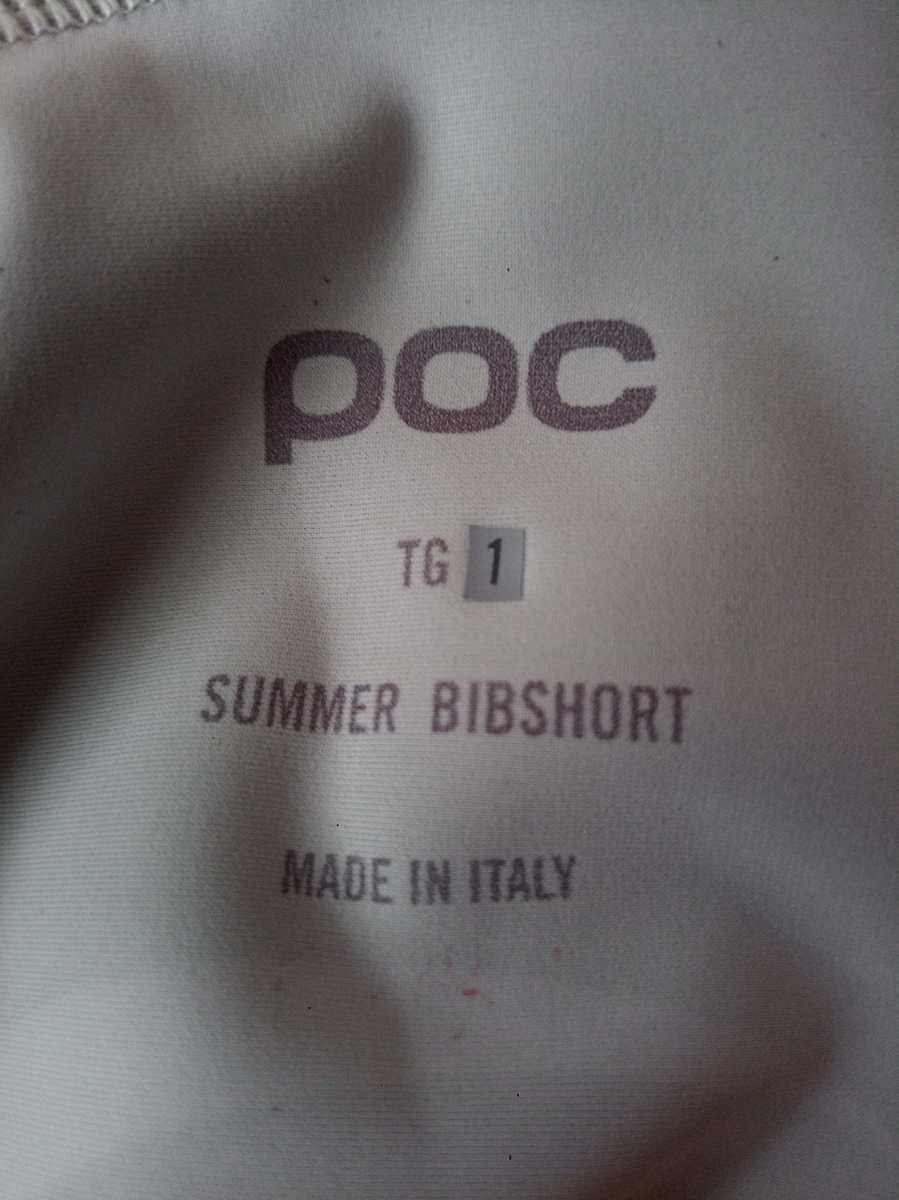 POC
TG 1
SUMMER BIBSHORT
MADE IN ITALY